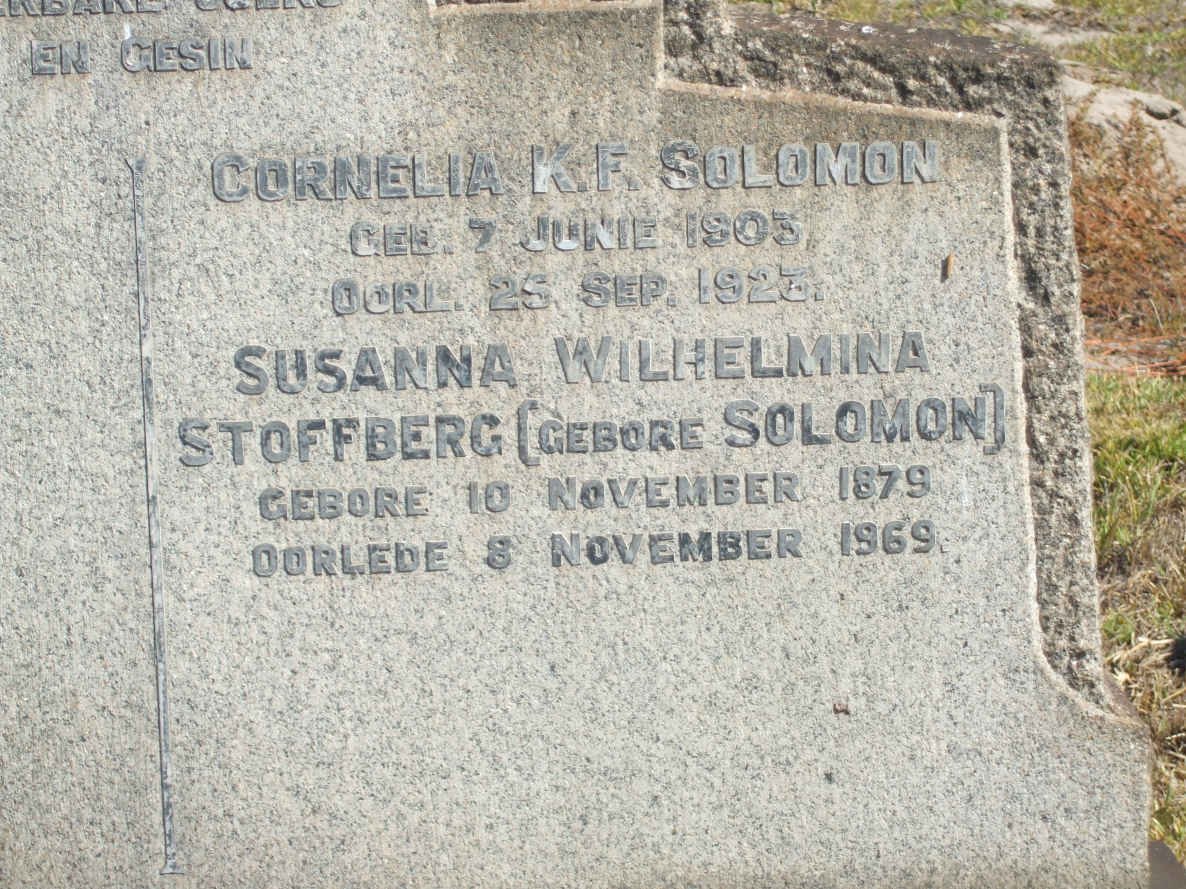 EN GESIN
CORNELIA K.F. SOLOMON
GEB. 7 JUNIE 1903
OORL. 25 SEP. 1923.
SUSANNA WILHELMINA
STOFFBERG [GEBORE SOLOMON]
GEBORE 10 NOVEMBER 1879
OORLEDE 8 NOVEMBER 1969.